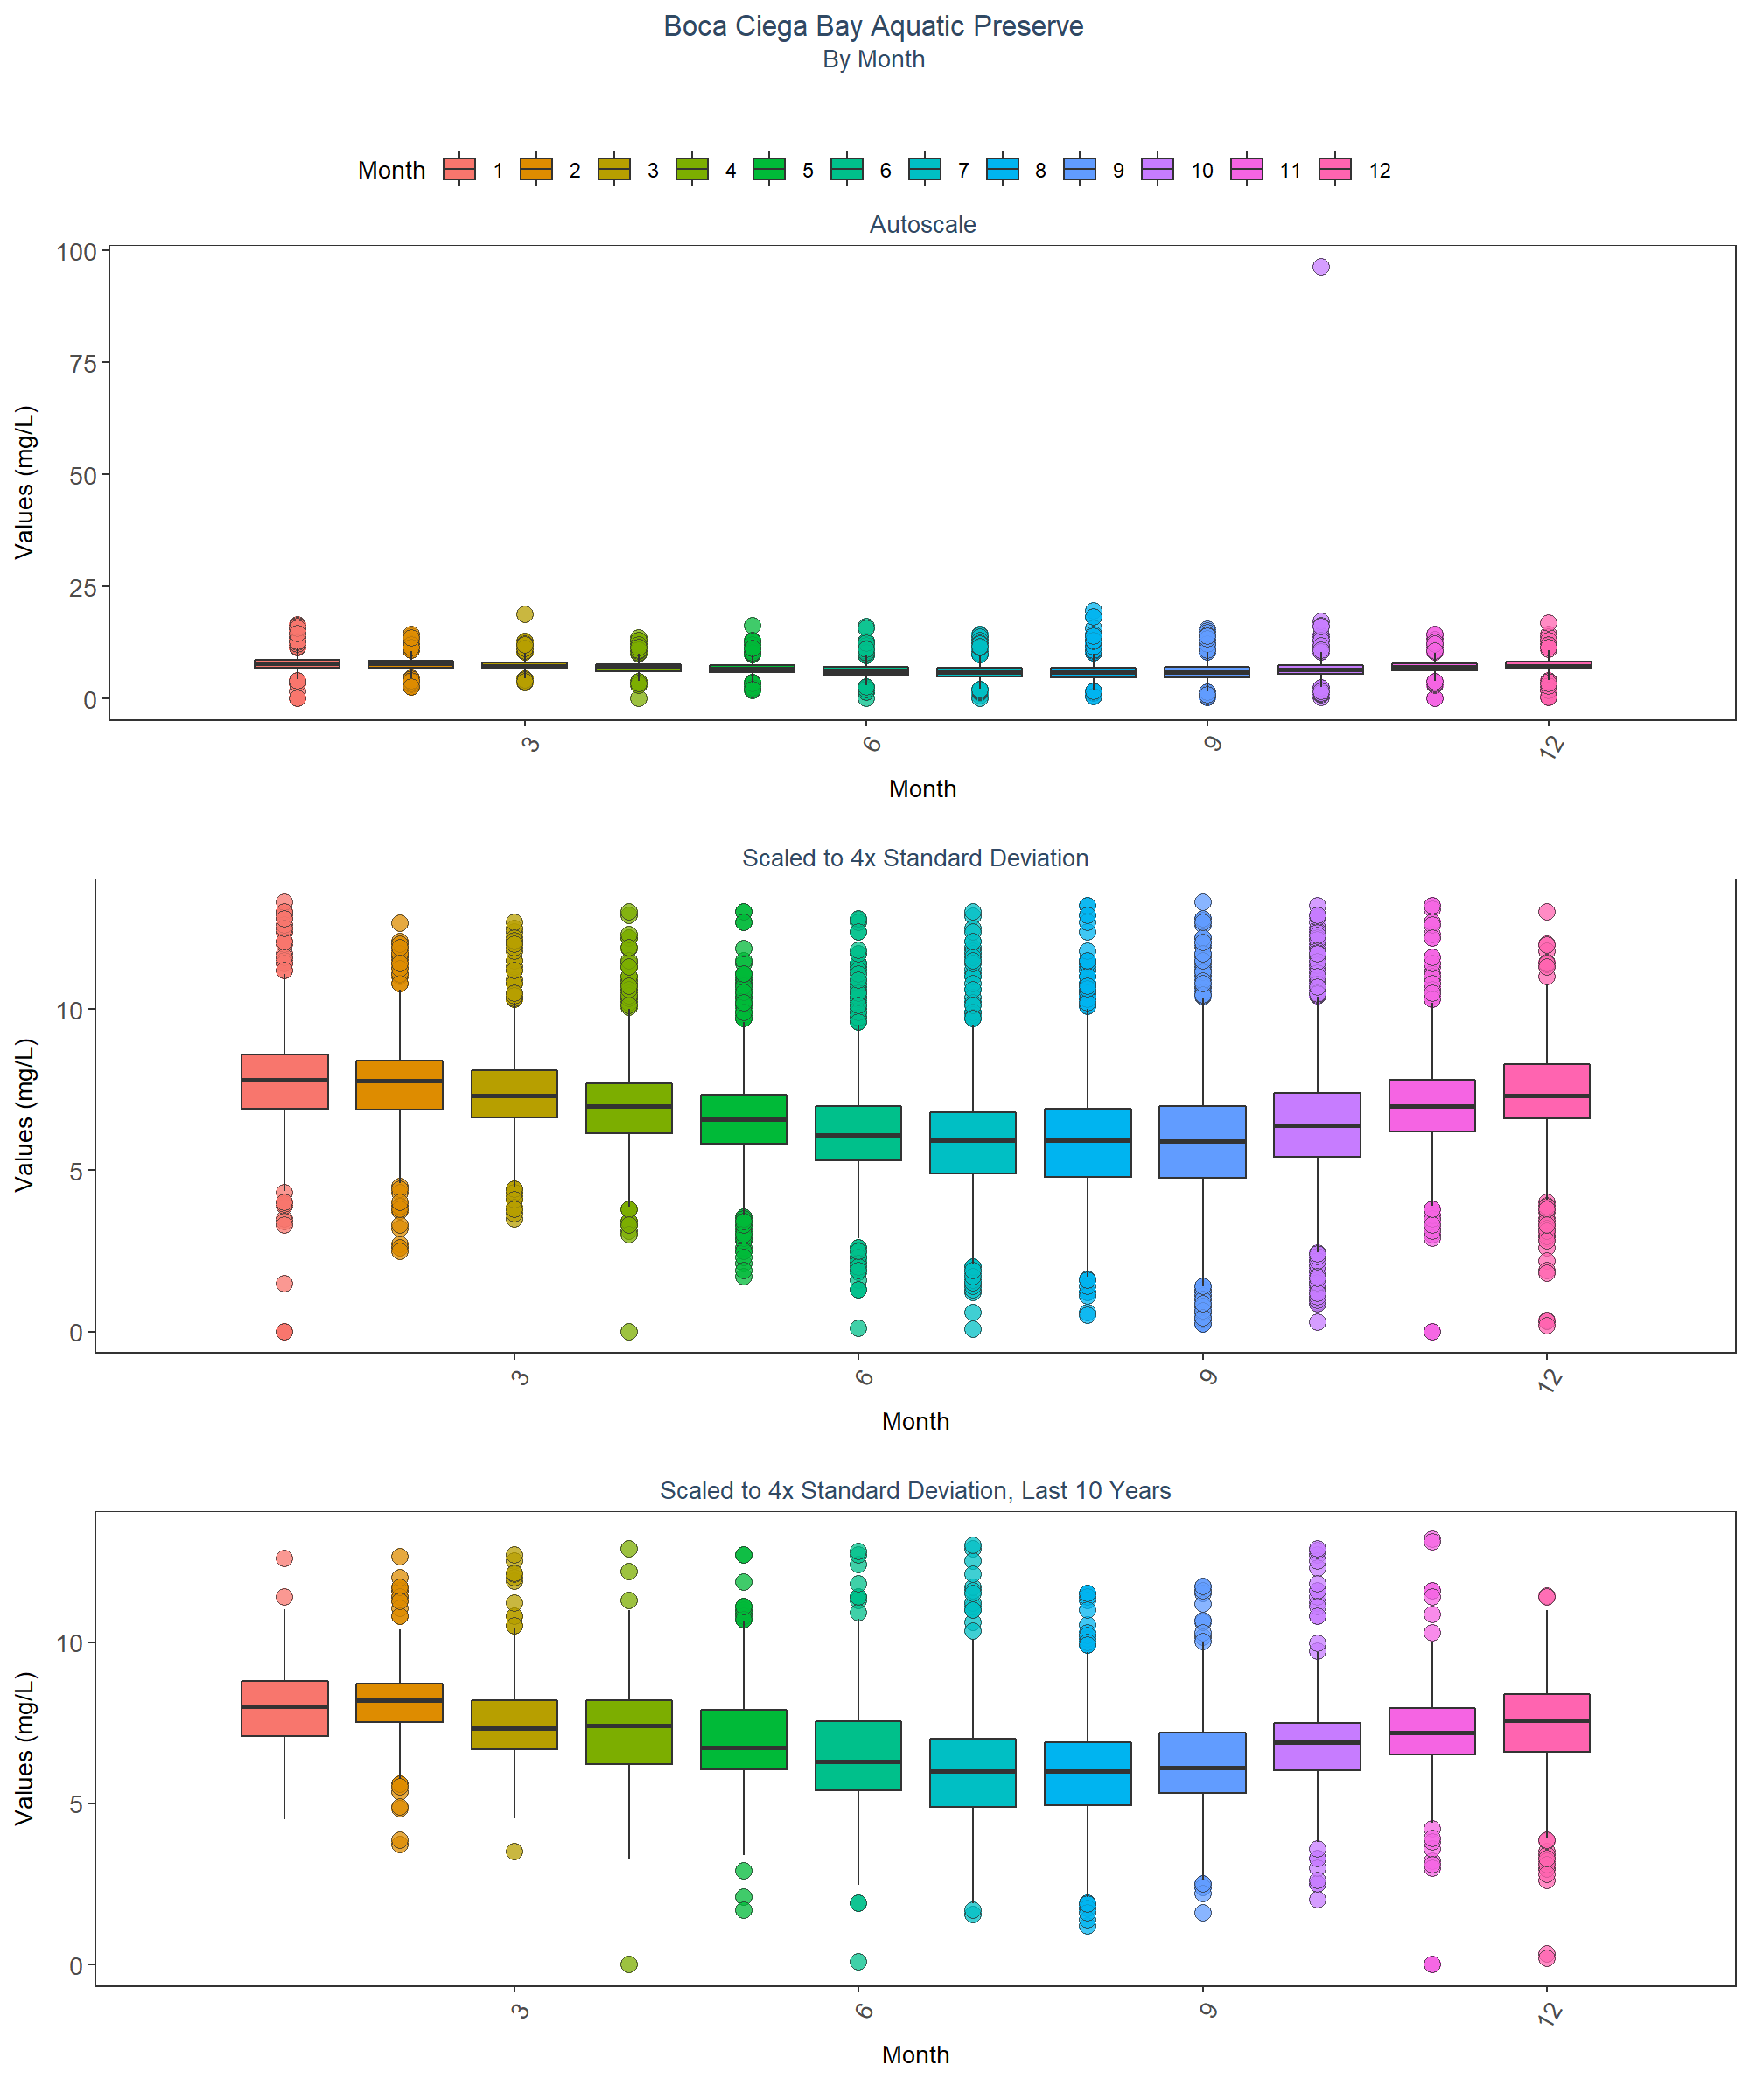 Boca Ciega Bay Aquatic Preserve
By Month
Month 1 2 3 4 5 6 7 8 9 10 11 12
Autoscale
Values (mg/L)
100
75
50
25
0
3 6 9 12
Month
Scaled to 4x Standard Deviation
Values (mg/L)
10
5
0
3 6 9 12
Month
Scaled to 4x Standard Deviation, Last 10 Years
Values (mg/L)
10
5
0
3 6 9 12
Month